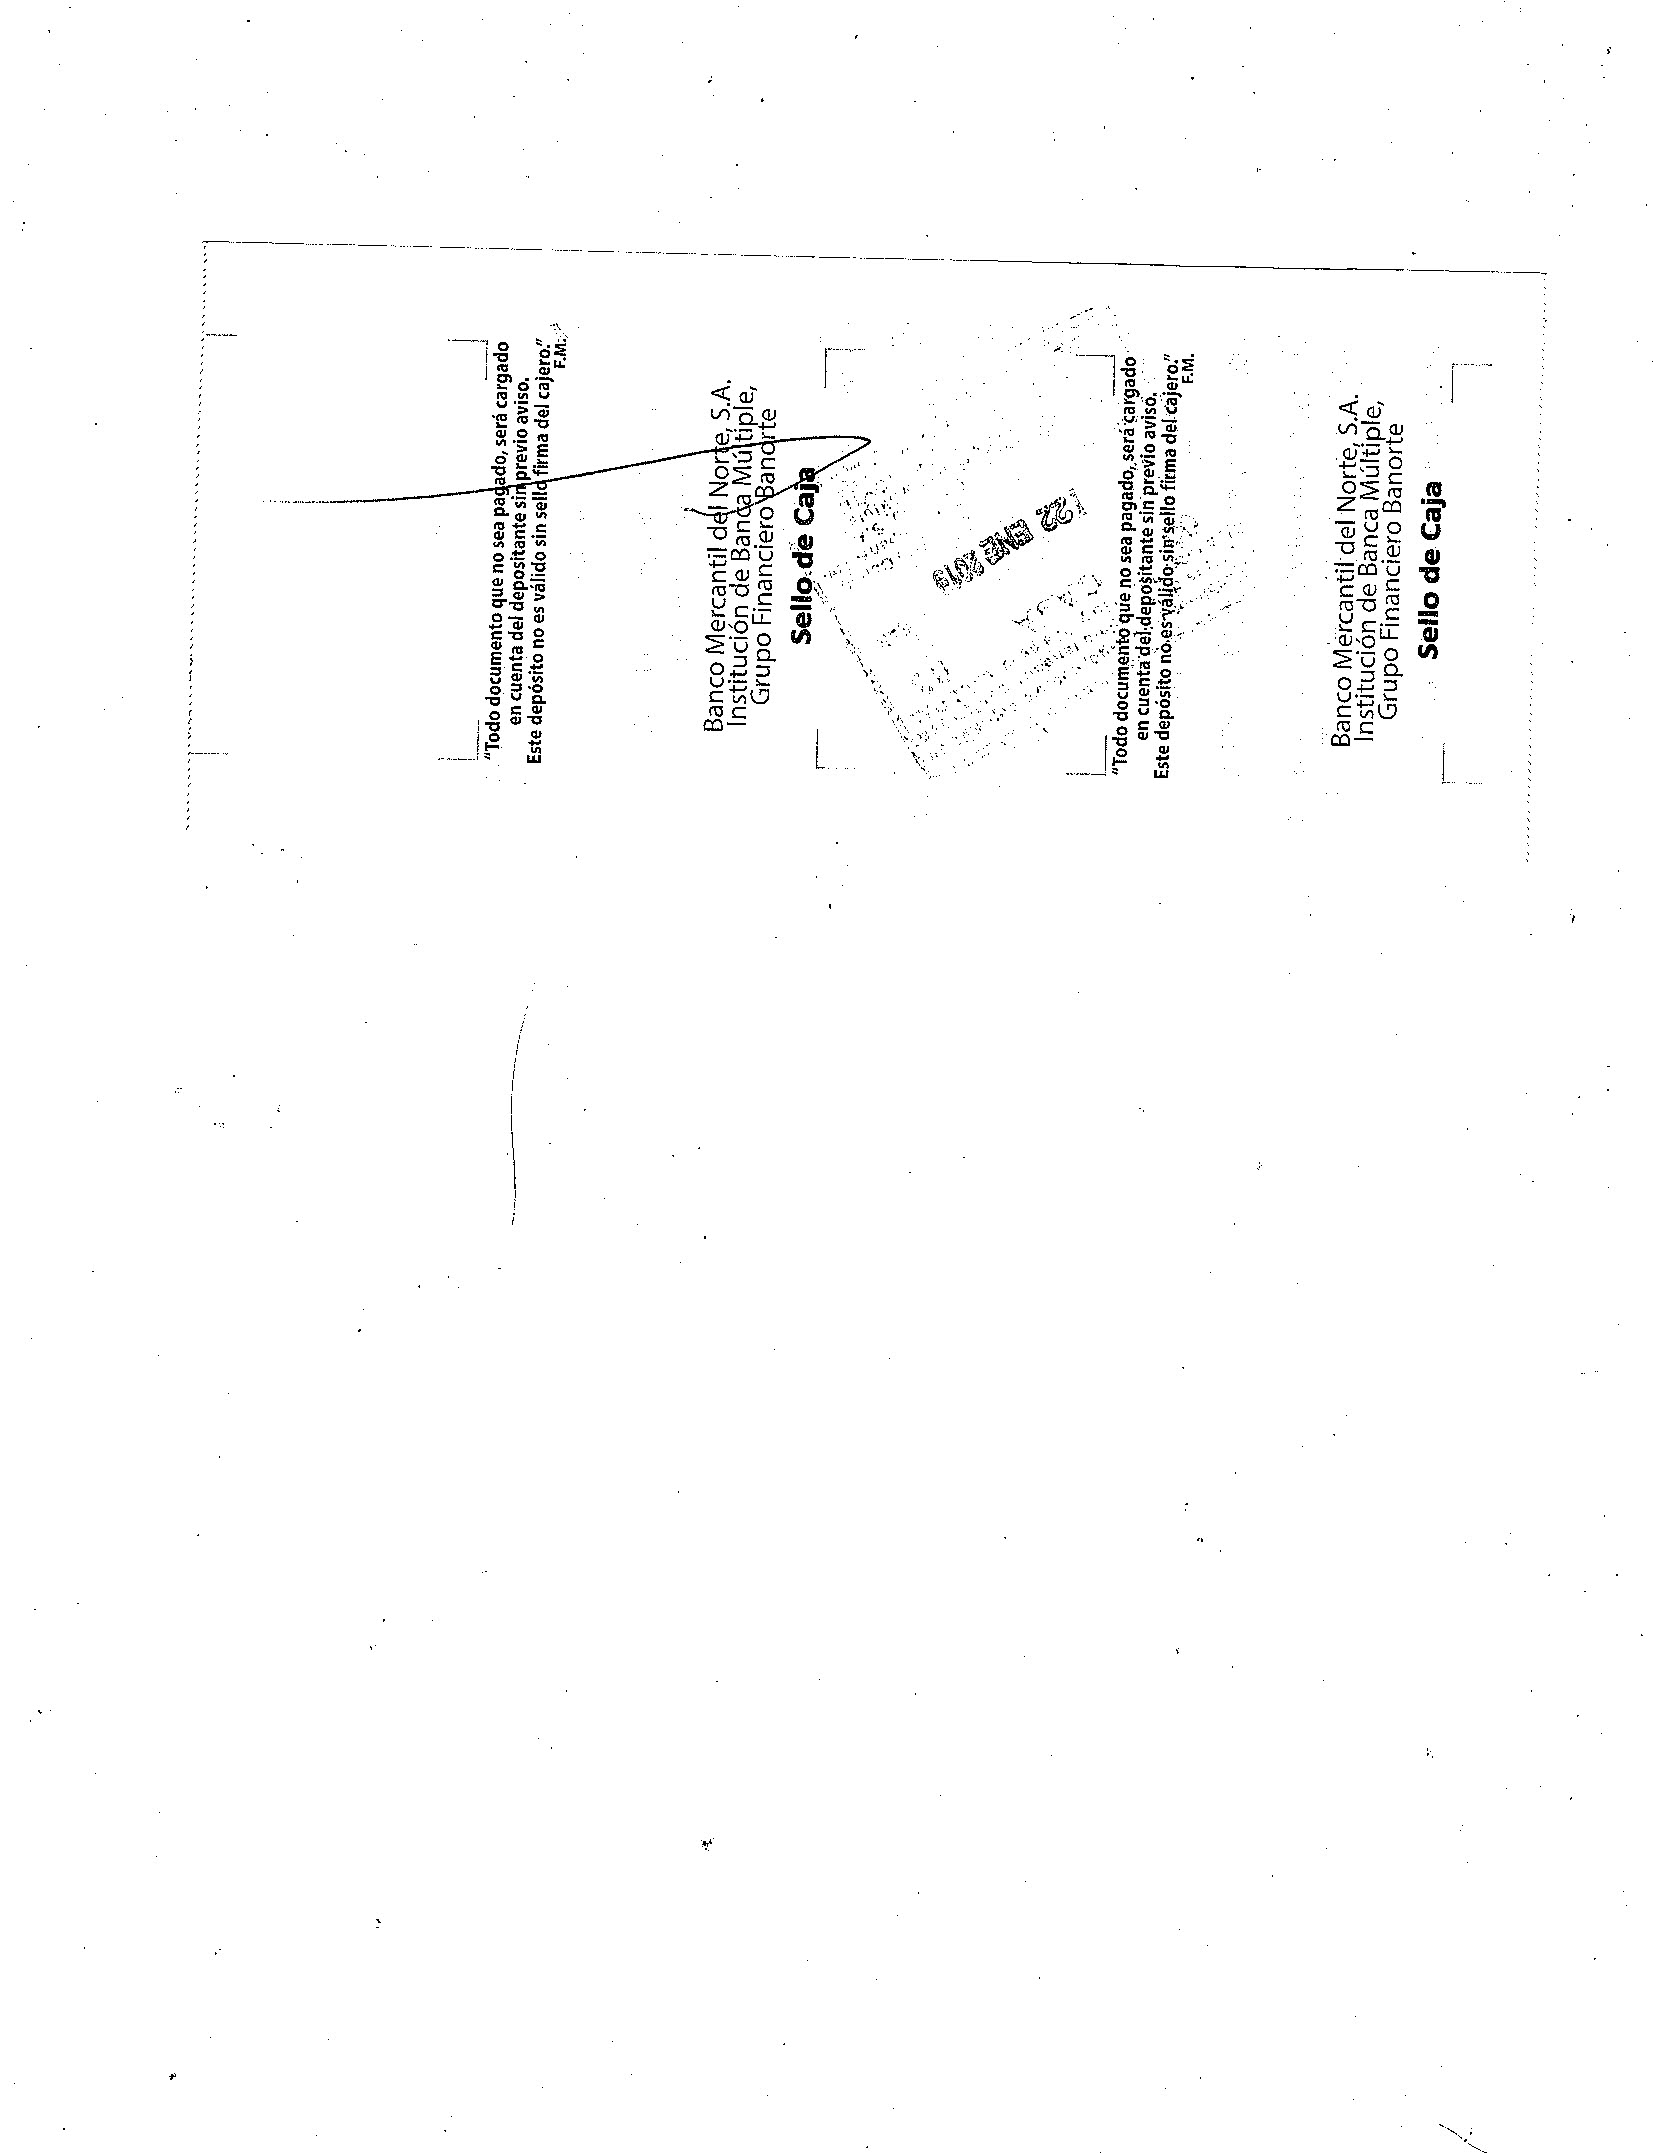 "Todo documento que no sea pagado, será cargado
en cuenta del depositante sin previo aviso.
Este depósito no es válido sin sello firma del cajero."
F.M.
Banco Mercantil del Norte, S.A.
Institución de Banca Múltiple,
Grupo Financiero Banorte
Sello de Caja
22 ENE 2019
"Todo documento que no sea pagado, será cargado
en cuenta del depositante sin previo aviso.
Este depósito no es válido sin sello firma del cajero."
F.M.
Banco Mercantil del Norte, S.A.
Institución de Banca Múltiple,
Grupo Financiero Banorte
Sello de Caja